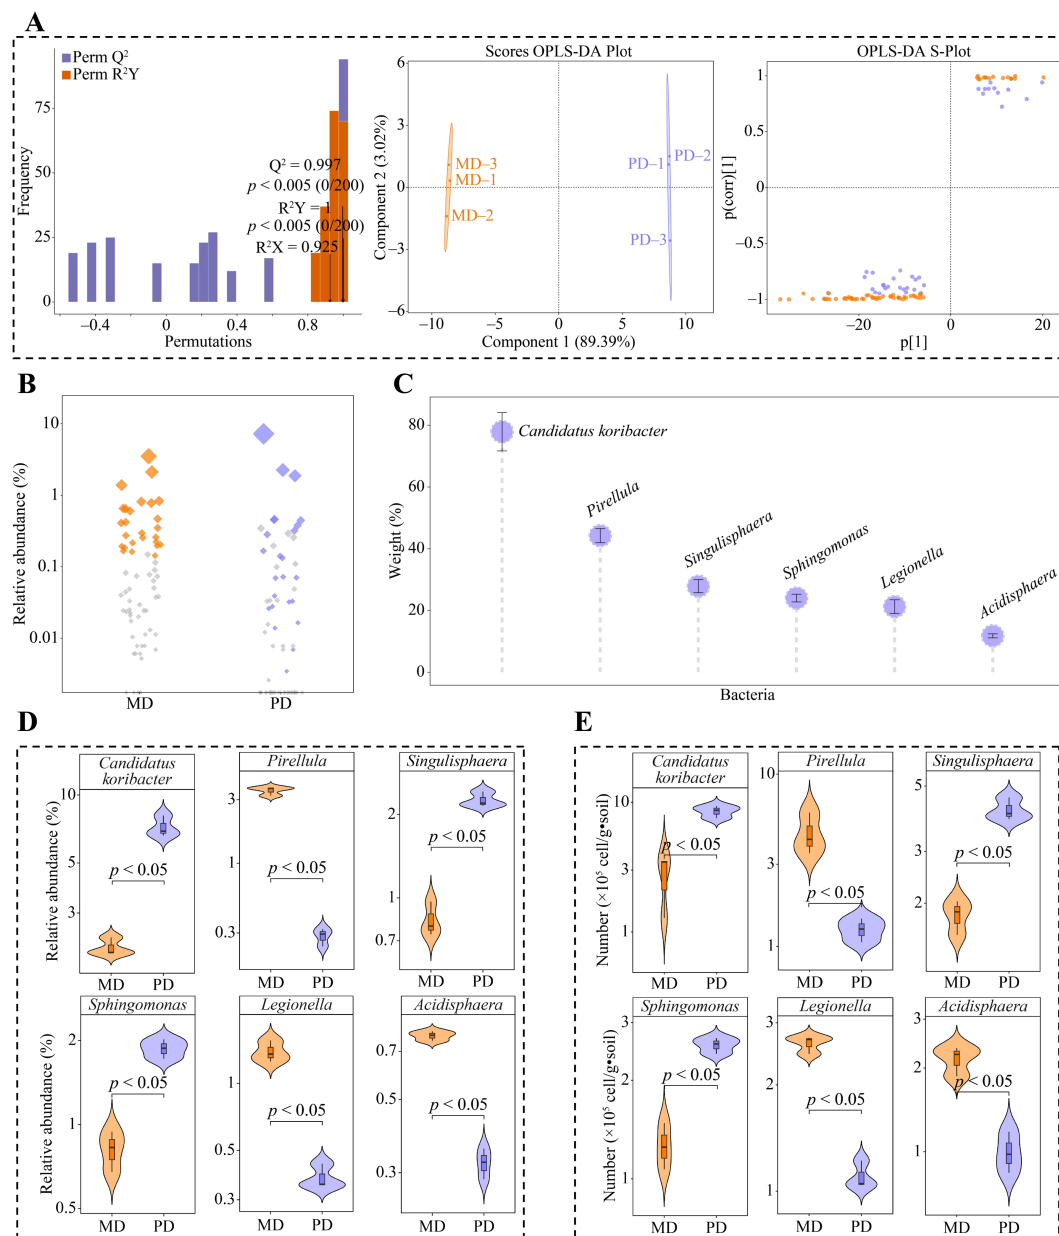 A
Perm Q²
Perm R²Y
Frequency
75
50
25
0
Q² = 0.997
p < 0.005 (0/200)
R²Y = 1
p < 0.005 (0/200)
R²X = 0.925
−0.4
0
0.4
0.8
Permutations
Scores OPLS-DA Plot
Component 2 (3.02%)
6
3
0
−3
−6
MD−3
MD−1
MD−2
PD−2
PD−1
PD−3
−10
−5
0
5
10
Component 1 (89.39%)
OPLS-DA S-Plot
p(corr)[1]
1
0.5
0
−0.5
−1
−20
0
20
p[1]
B
Relative abundance (%)
10
1
0.1
0.01
MD
PD
C
Weight (%)
80
60
40
20
0
Candidatus koribacter
Pirellula
Singulisphaera
Sphingomonas
Legionella
Acidisphaera
Bacteria
D
Relative abundance (%)
Candidatus
koribacter
10
5
3
p < 0.05
MD
PD
Pirellula
3
1
0.3
p < 0.05
MD
PD
Singulisphaera
2
1
0.7
p < 0.05
MD
PD
Relative abundance (%)
Sphingomonas
2
1
0.5
p < 0.05
MD
PD
Legionella
1
0.5
0.3
p < 0.05
MD
PD
Acidisphaera
0.7
0.5
0.3
p < 0.05
MD
PD
E
Number (×10⁵ cell/g•soil)
Candidatus
koribacter
10
3
1
p < 0.05
MD
PD
Pirellula
10
3
1
p < 0.05
MD
PD
Singulisphaera
5
3
2
p < 0.05
MD
PD
Number (×10⁵ cell/g•soil)
Sphingomonas
3
2
1
p < 0.05
MD
PD
Legionella
3
2
1
p < 0.05
MD
PD
Acidisphaera
3
2
1
p < 0.05
MD
PD